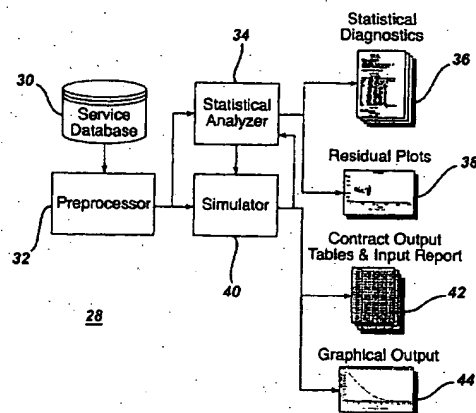 Statistical
Diagnostics
34
36
30
Service
Database
Statistical
Analyzer
Residual Plots
38
Preprocessor
Simulator
32
40
Contract Output
Tables & Input Report
42
28
Graphical Output
44